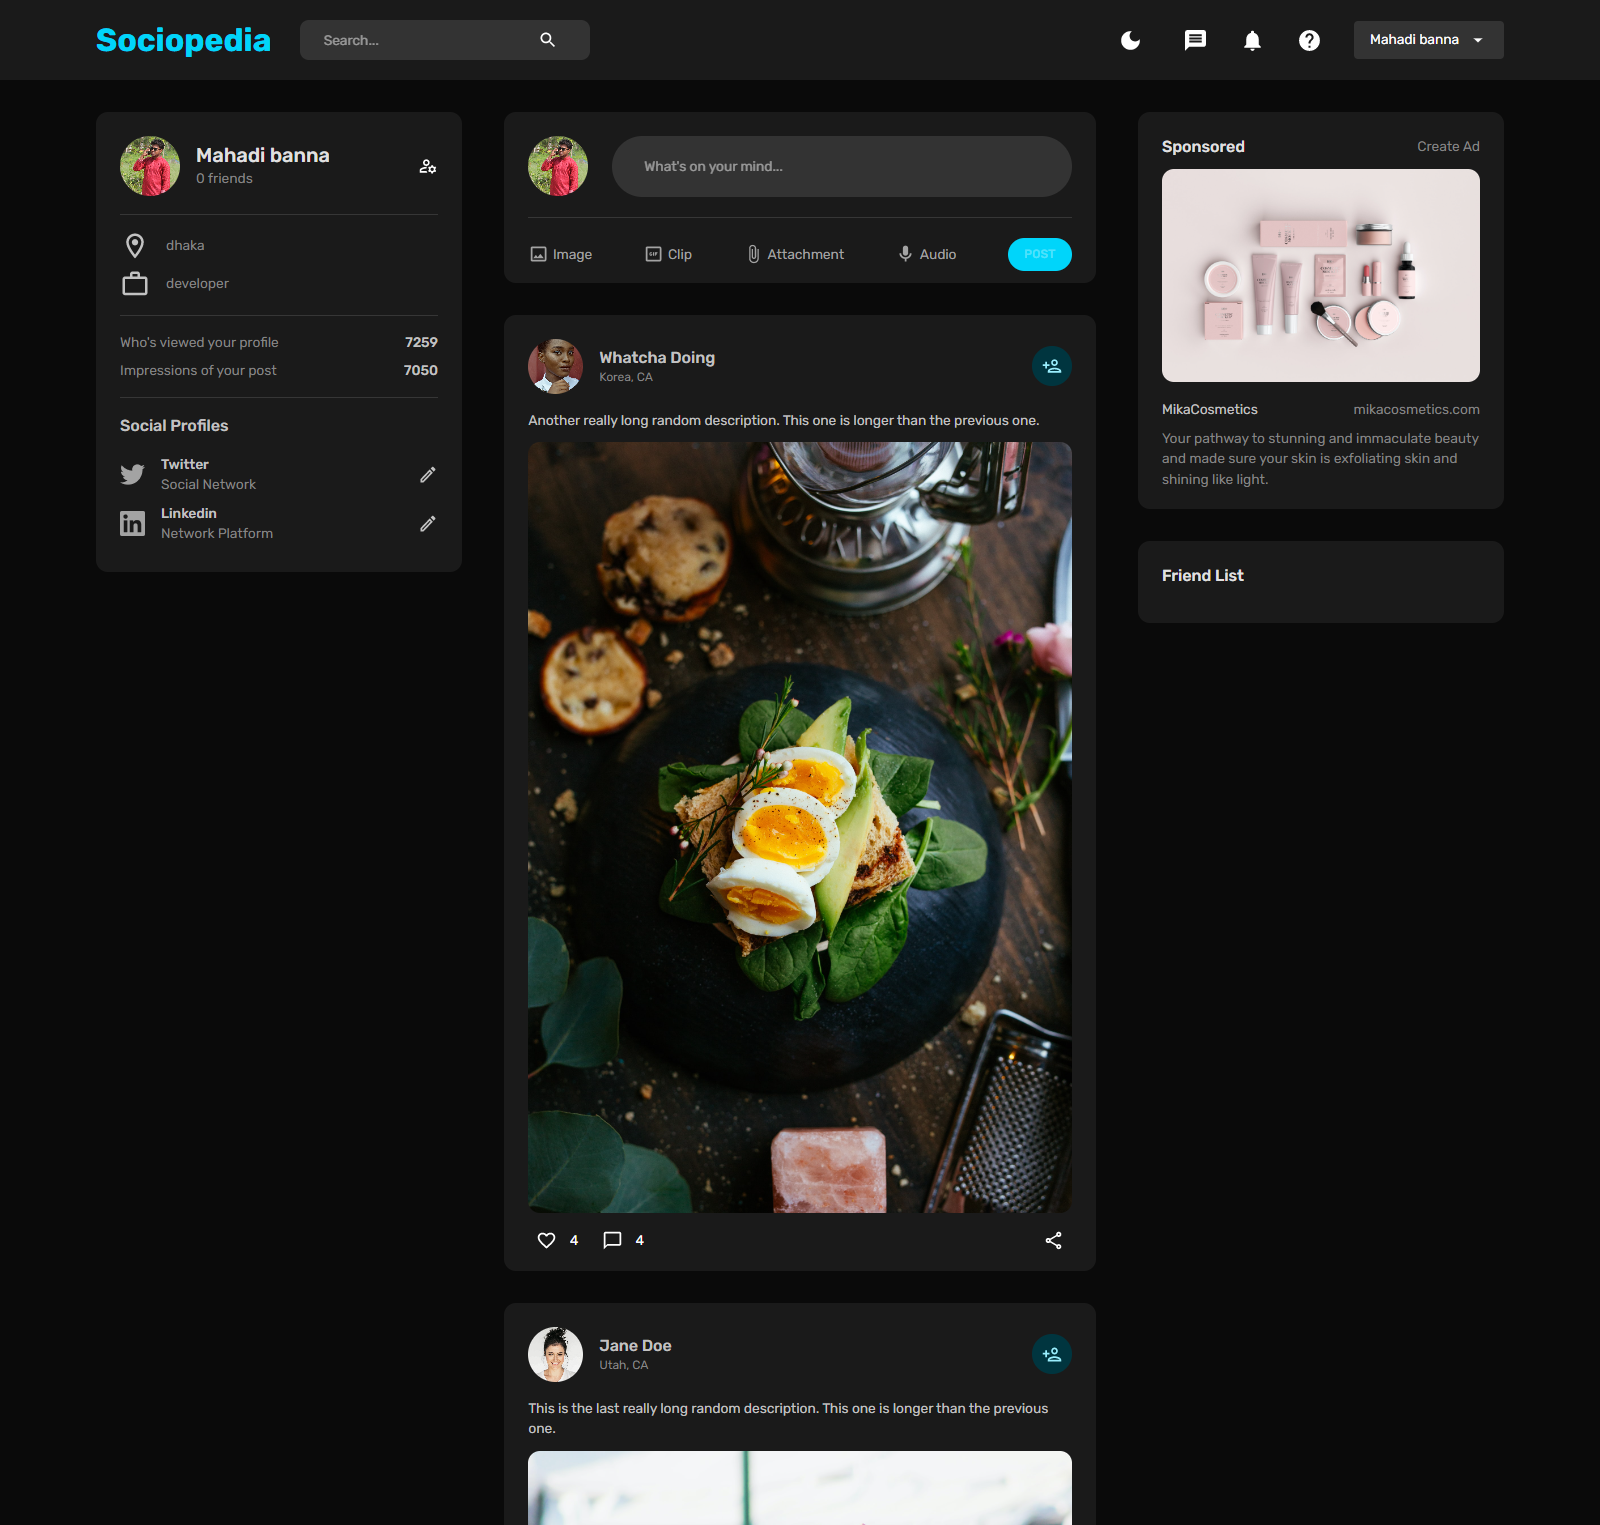 Sociopedia
Search...
Mahadi banna
Mahadi banna
0 friends
dhaka
developer
Who's viewed your profile 7259
Impressions of your post 7050
Social Profiles
Twitter
Social Network
Linkedin
Network Platform
What's on your mind...
Image
GIF
Clip
Attachment
Audio
POST
Whatcha Doing
Korea, CA
Another really long random description. This one is longer than the previous one.
4
4
Jane Doe
Utah, CA
This is the last really long random description. This one is longer than the previous
one.
Sponsored
Create Ad
MikaCosmetics
mikacosmetics.com
Your pathway to stunning and immaculate beauty
and made sure your skin is exfoliating skin and
shining like light.
Friend List